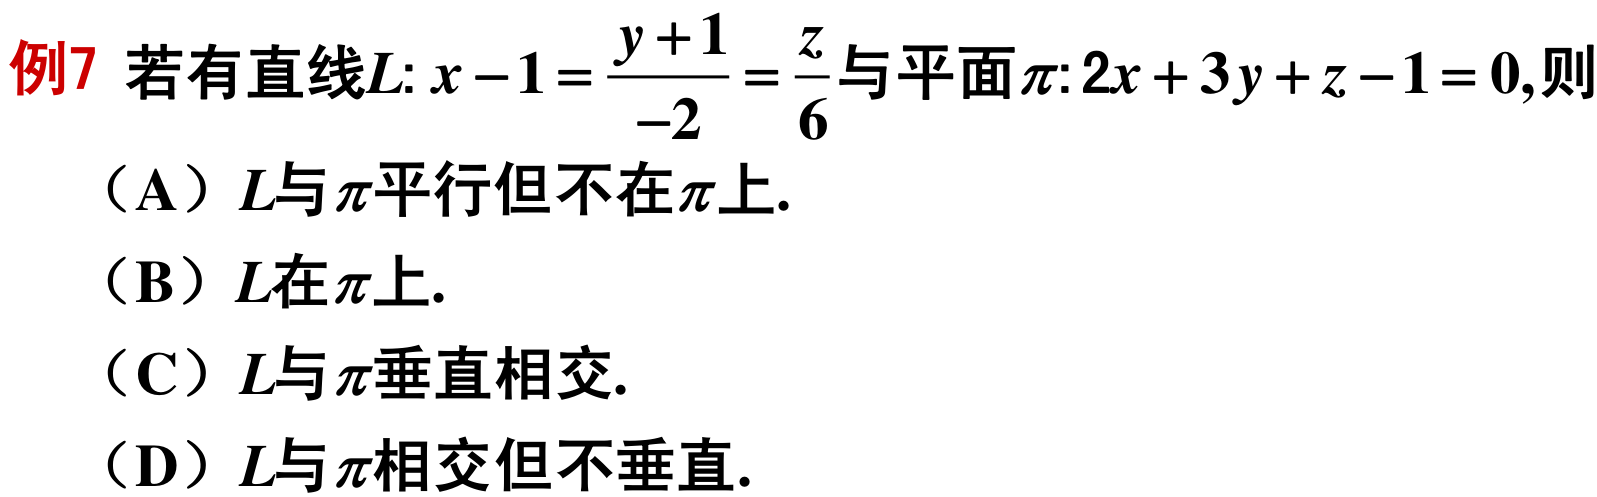 例7 若有直线L: x − 1 = \frac{y + 1}{−2} = \frac{z}{6} 与平面π: 2x + 3y + z − 1 = 0,则
（A）L与π平行但不在π上.
（B）L在π上.
（C）L与π垂直相交.
（D）L与π相交但不垂直.